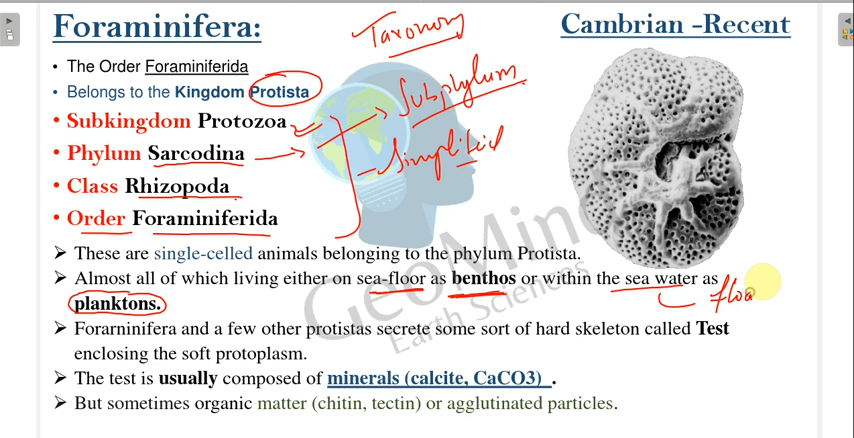 Foraminifera:
Taxonomy
Cambrian -Recent
• The Order Foraminiferida
• Belongs to the Kingdom Protista
Subphylum
• Subkingdom Protozoa
• Phylum Sarcodina
Simplified
• Class Rhizopoda
• Order Foraminiferida
➢ These are single-celled animals belonging to the phylum Protista.
➢ Almost all of which living either on sea-floor as benthos or within the sea water as
planktons.
floa
➢ Forarninifera and a few other protistas secrete some sort of hard skeleton called Test
enclosing the soft protoplasm.
➢ The test is usually composed of minerals (calcite, CaCO3) .
➢ But sometimes organic matter (chitin, tectin) or agglutinated particles.
GeoMind
Earth Sciences